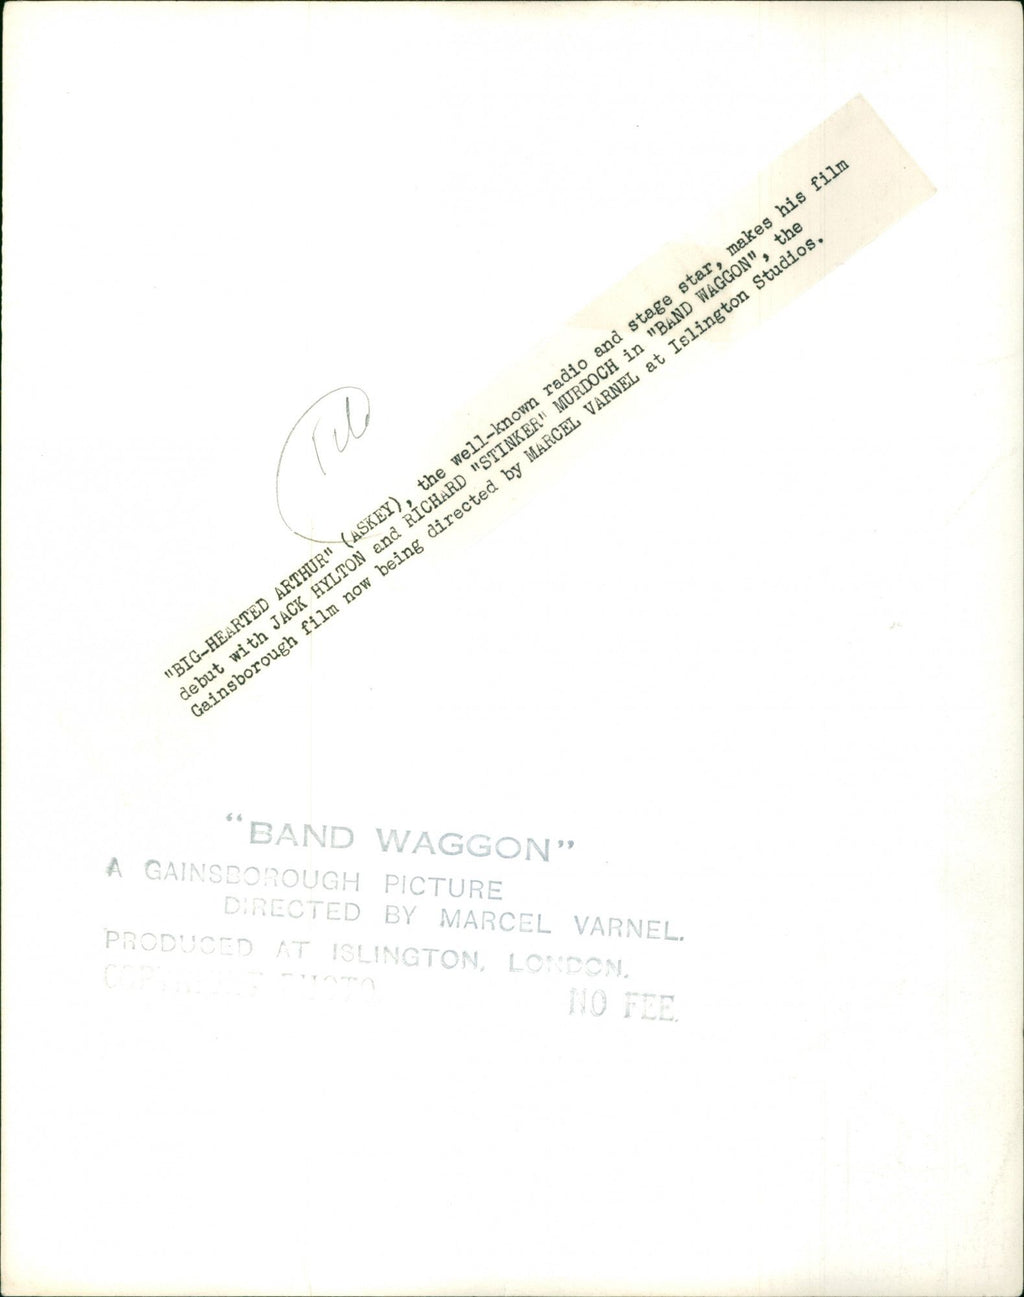 "BIG-HEARTED ARTHUR" (ASKEY), the well-known radio and stage star, makes his film
debut with JACK HYLTON and RICHARD "STINKER" MURDOCH in "BAND WAGGON", the
Gainsborough film now being directed by MARCEL VARNEL at Islington Studios.
"BAND WAGGON"
A GAINSBOROUGH PICTURE
DIRECTED BY MARCEL VARNEL.
PRODUCED AT ISLINGTON, LONDON.
COPYRIGHT PHOTO NO FEE.